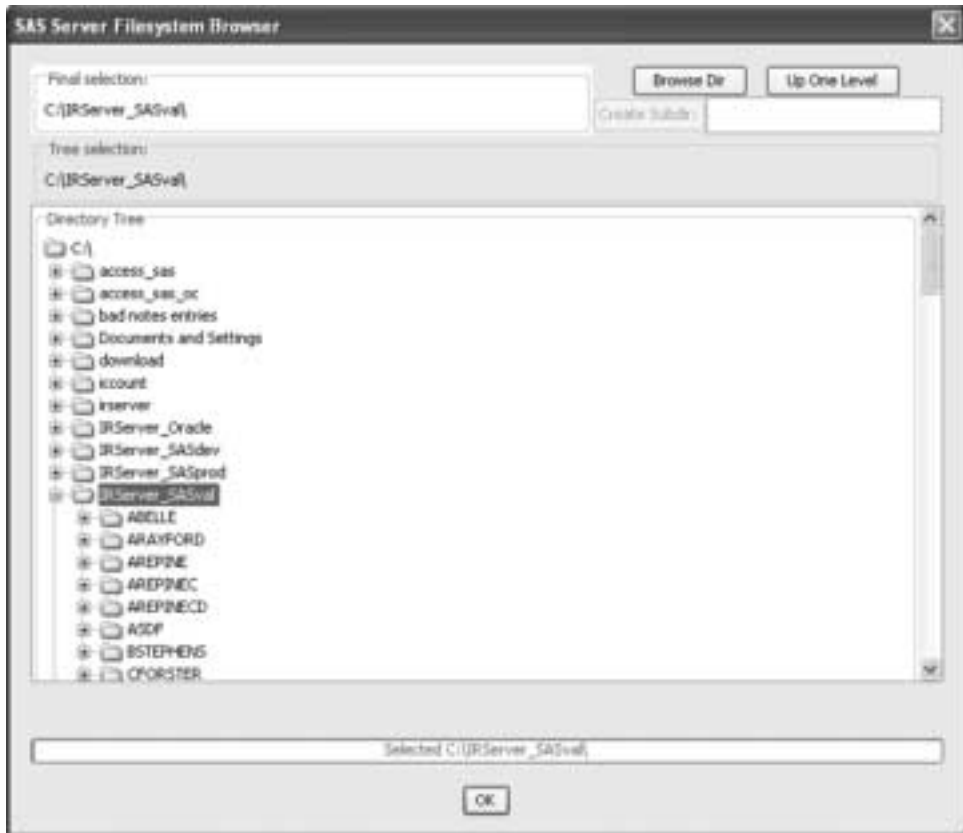 SAS Server Filesystem Browser
Final selection:
Browse Dir
Up One Level
C:\IRServer_SASval\
Create Subdir:
Tree selection:
C:\IRServer_SASval\
Directory Tree
C:\
access_sas
access_sas_oc
bad notes entries
Documents and Settings
download
iccount
irserver
IRServer_Oracle
IRServer_SASdev
IRServer_SASprod
IRServer_SASval
ABELLE
ARAYFORD
AREPINE
AREPINEC
AREPINECD
ASDF
BSTEPHENS
CFORSTER
Selected C:\IRServer_SASval\
OK